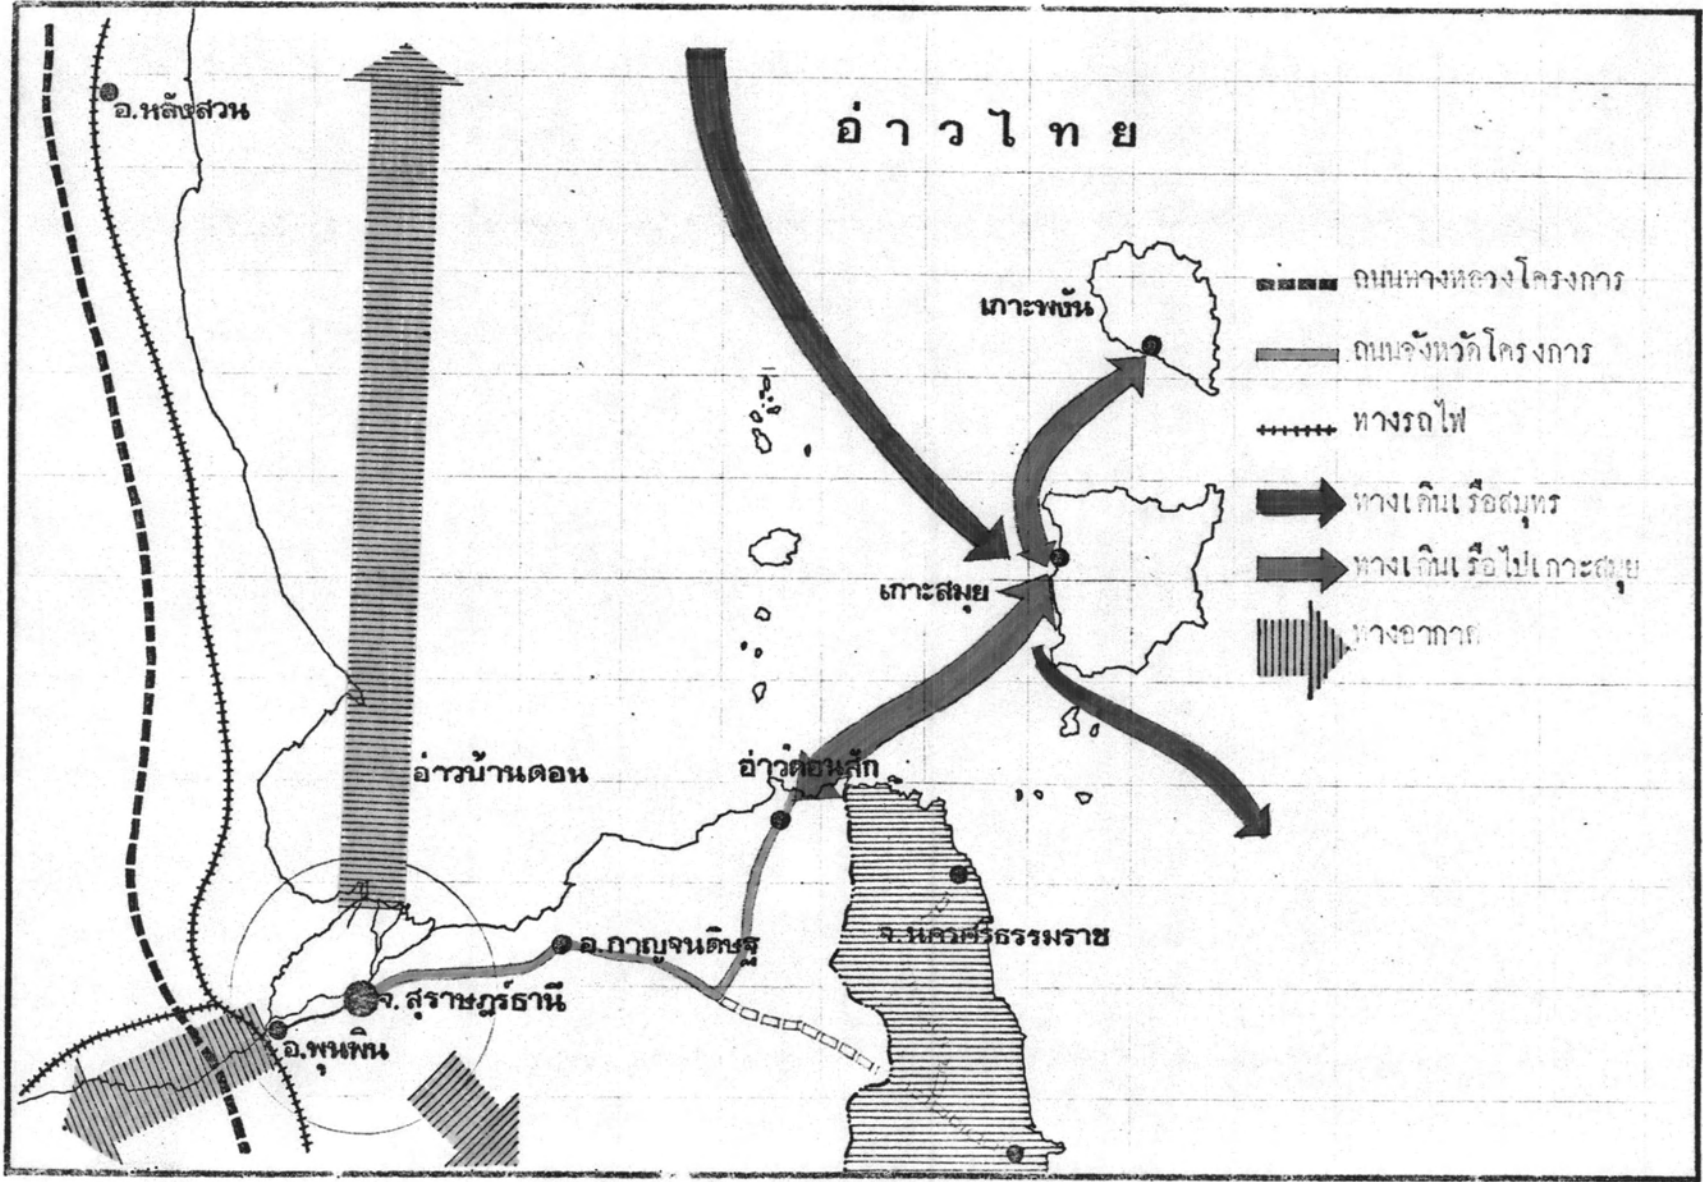 อ.หลังสวน
อ่าวไทย
เกาะพงัน
ถนนทางหลวงโครงการ
ถนนจังหวัดโครงการ
ทางรถไฟ
ทางเดินเรือสมุทร
ทางเดินเรือไปเกาะสมุย
ทางอากาศ
เกาะสมุย
อ่าวบ้านดอน
อ่าวดอนสัก
อ.กาญจนดิษฐ
จ.นครศรีธรรมราช
จ.สุราษฎร์ธานี
อ.พุนพิน